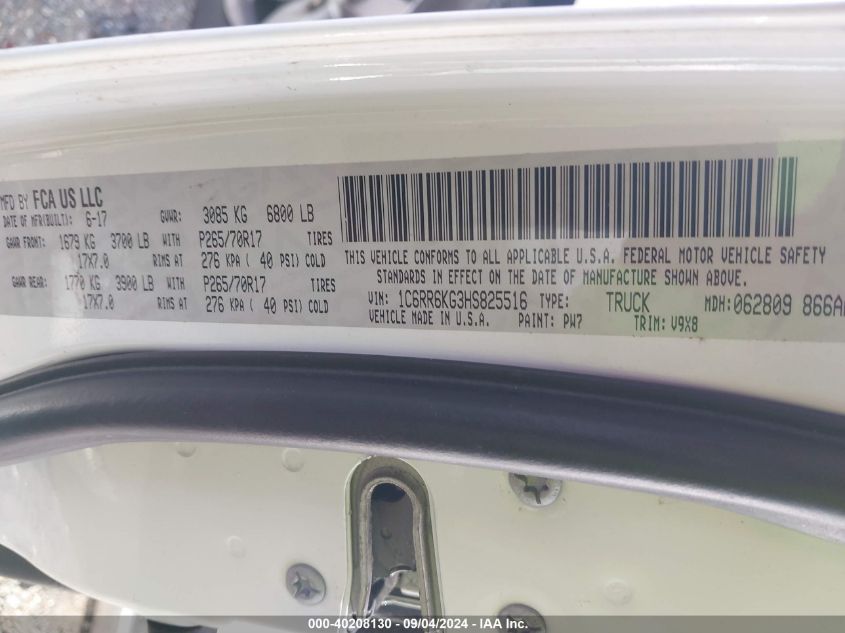 MFD BY FCA US LLC
DATE OF MFR(BUILT): 6-17 GVWR: 3085 KG 6800 LB
GAWR FRONT: 1679 KG 3700 LB WITH P265/70R17 TIRES
17X7.0 RIMS AT 276 KPA ( 40 PSI) COLD
GAWR REAR: 1770 KG 3900 LB WITH P265/70R17 TIRES
17X7.0 RIMS AT 276 KPA ( 40 PSI) COLD
THIS VEHICLE CONFORMS TO ALL APPLICABLE U.S.A. FEDERAL MOTOR VEHICLE SAFETY
STANDARDS IN EFFECT ON THE DATE OF MANUFACTURE SHOWN ABOVE.
VIN: 1C6RR6KG3HS825516 TYPE: TRUCK MDH:062809 866AA
VEHICLE MADE IN U.S.A. PAINT: PW7 TRIM: V9X8
000-40208130 - 09/04/2024 - IAA Inc.